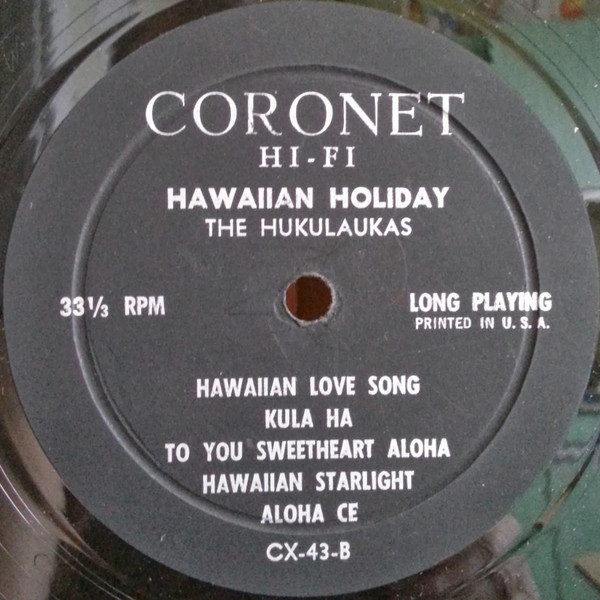 CORONET
HI-FI
HAWAIIAN HOLIDAY
THE HUKULAUKAS
33⅓ RPM
LONG PLAYING
PRINTED IN U. S. A.
HAWAIIAN LOVE SONG
KULA HA
TO YOU SWEETHEART ALOHA
HAWAIIAN STARLIGHT
ALOHA CE
CX-43-B